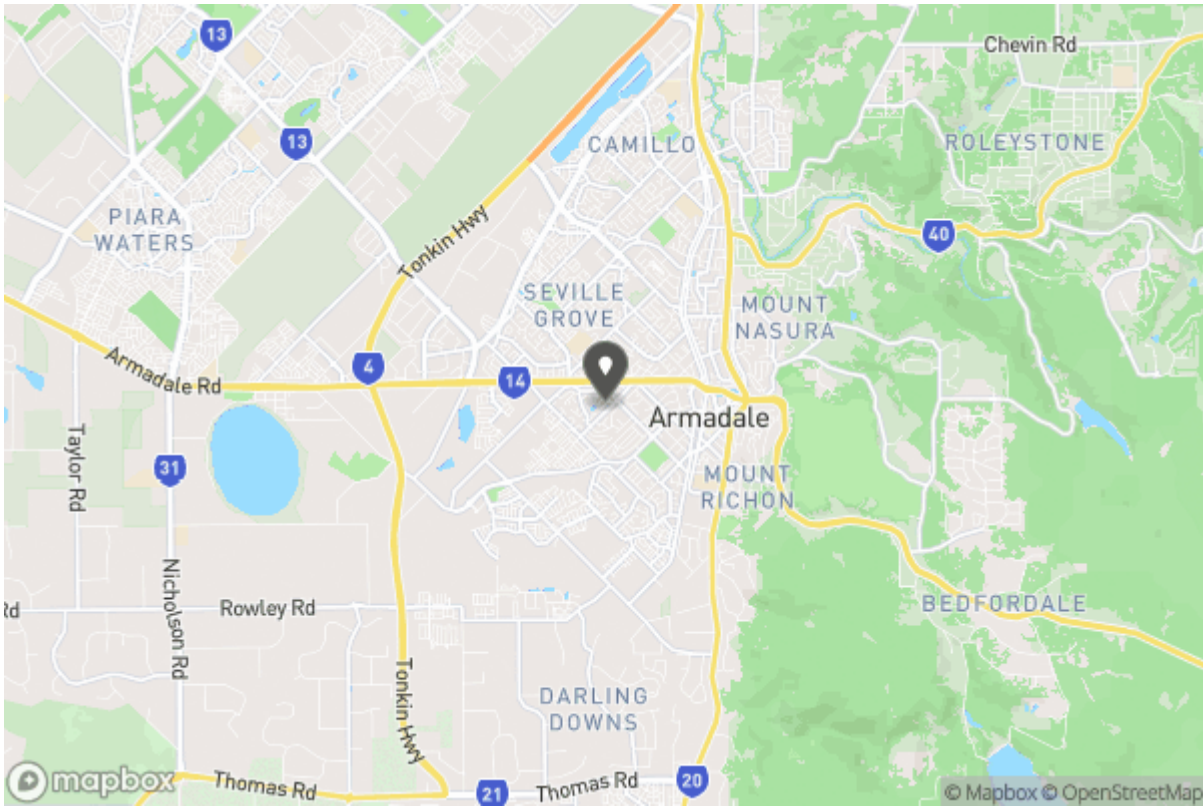 13
Chevin Rd
13
CAMILLO
ROLEYSTONE
PIARA
WATERS
Tonkin Hwy
40
SEVILLE
GROVE
MOUNT
NASURA
Armadale Rd
4
14
Armadale
Taylor Rd
31
MOUNT
RICHON
Nicholson Rd
Rd
Rowley Rd
BEDFORDALE
Tonkin Hwy
DARLING
DOWNS
mapbox
Thomas Rd
21
Thomas Rd
20
© Mapbox © OpenStreetMap